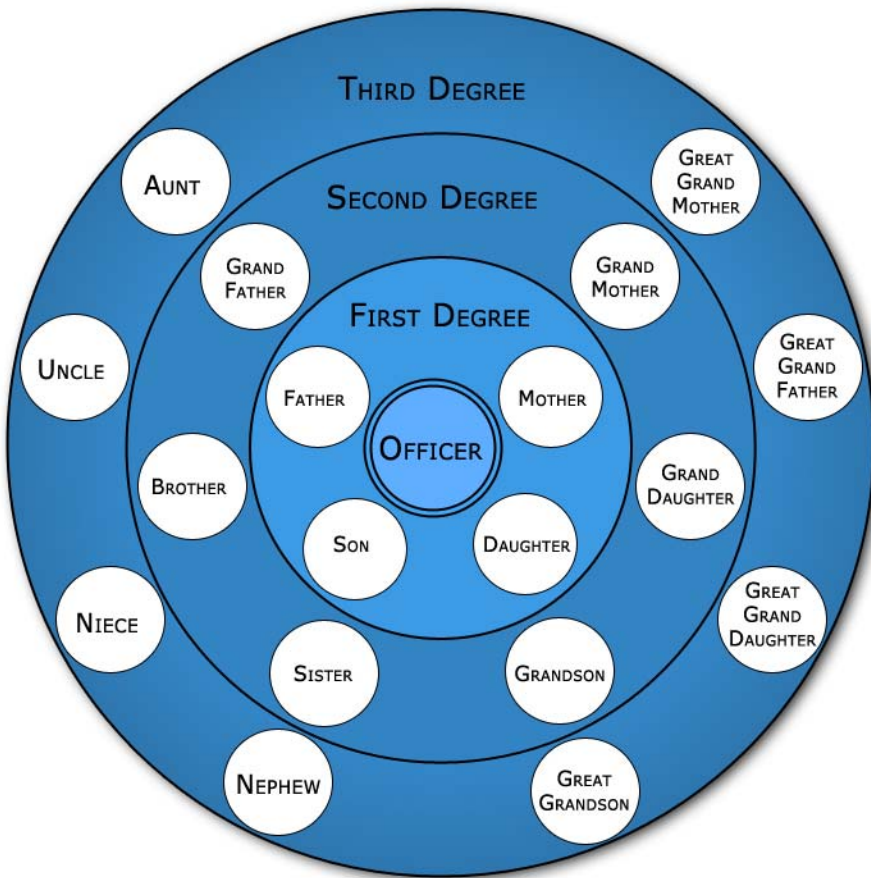 THIRD DEGREE
AUNT
GREAT
GRAND
MOTHER
SECOND DEGREE
GRAND
FATHER
GRAND
MOTHER
FIRST DEGREE
UNCLE
GREAT
GRAND
FATHER
FATHER
MOTHER
OFFICER
BROTHER
GRAND
DAUGHTER
SON
DAUGHTER
NIECE
GREAT
GRAND
DAUGHTER
SISTER
GRANDSON
NEPHEW
GREAT
GRANDSON